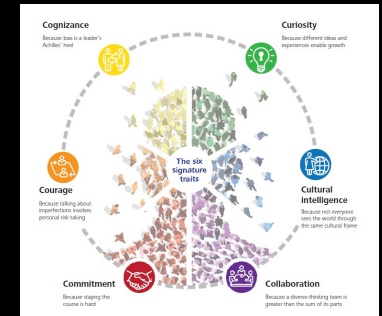 Cognizance
Because bias is a leader's
Achilles' heel
Curiosity
Because different ideas and
experiences enable growth
The six
signature
traits
Courage
Because talking about
imperfections involves
personal risk-taking
Cultural
intelligence
Because not everyone
sees the world through
the same cultural frame
Commitment
Because staying the
course is hard
Collaboration
Because a diverse-thinking team is
greater than the sum of its parts